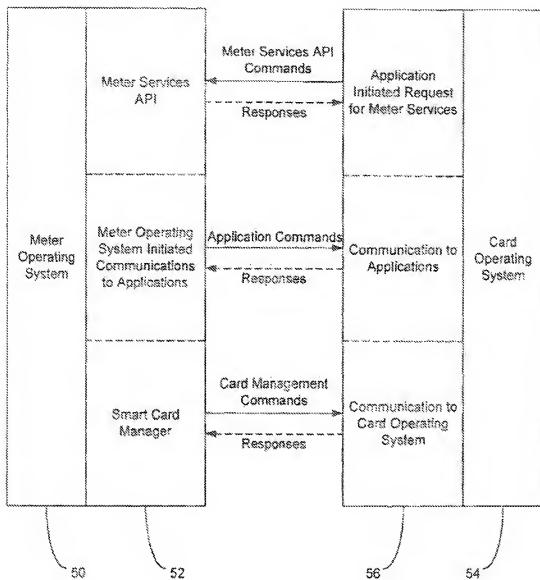 Meter Services API
Commands
Meter Services
API
Application
Initiated Request
for Meter Services
Responses
Meter
Operating
System
Meter Operating
System Initiated
Communications
to Applications
Application Commands
Responses
Communication to
Applications
Card
Operating
System
Card Management
Commands
Smart Card
Manager
Communication to
Card Operating
System
Responses
50
52
56
54